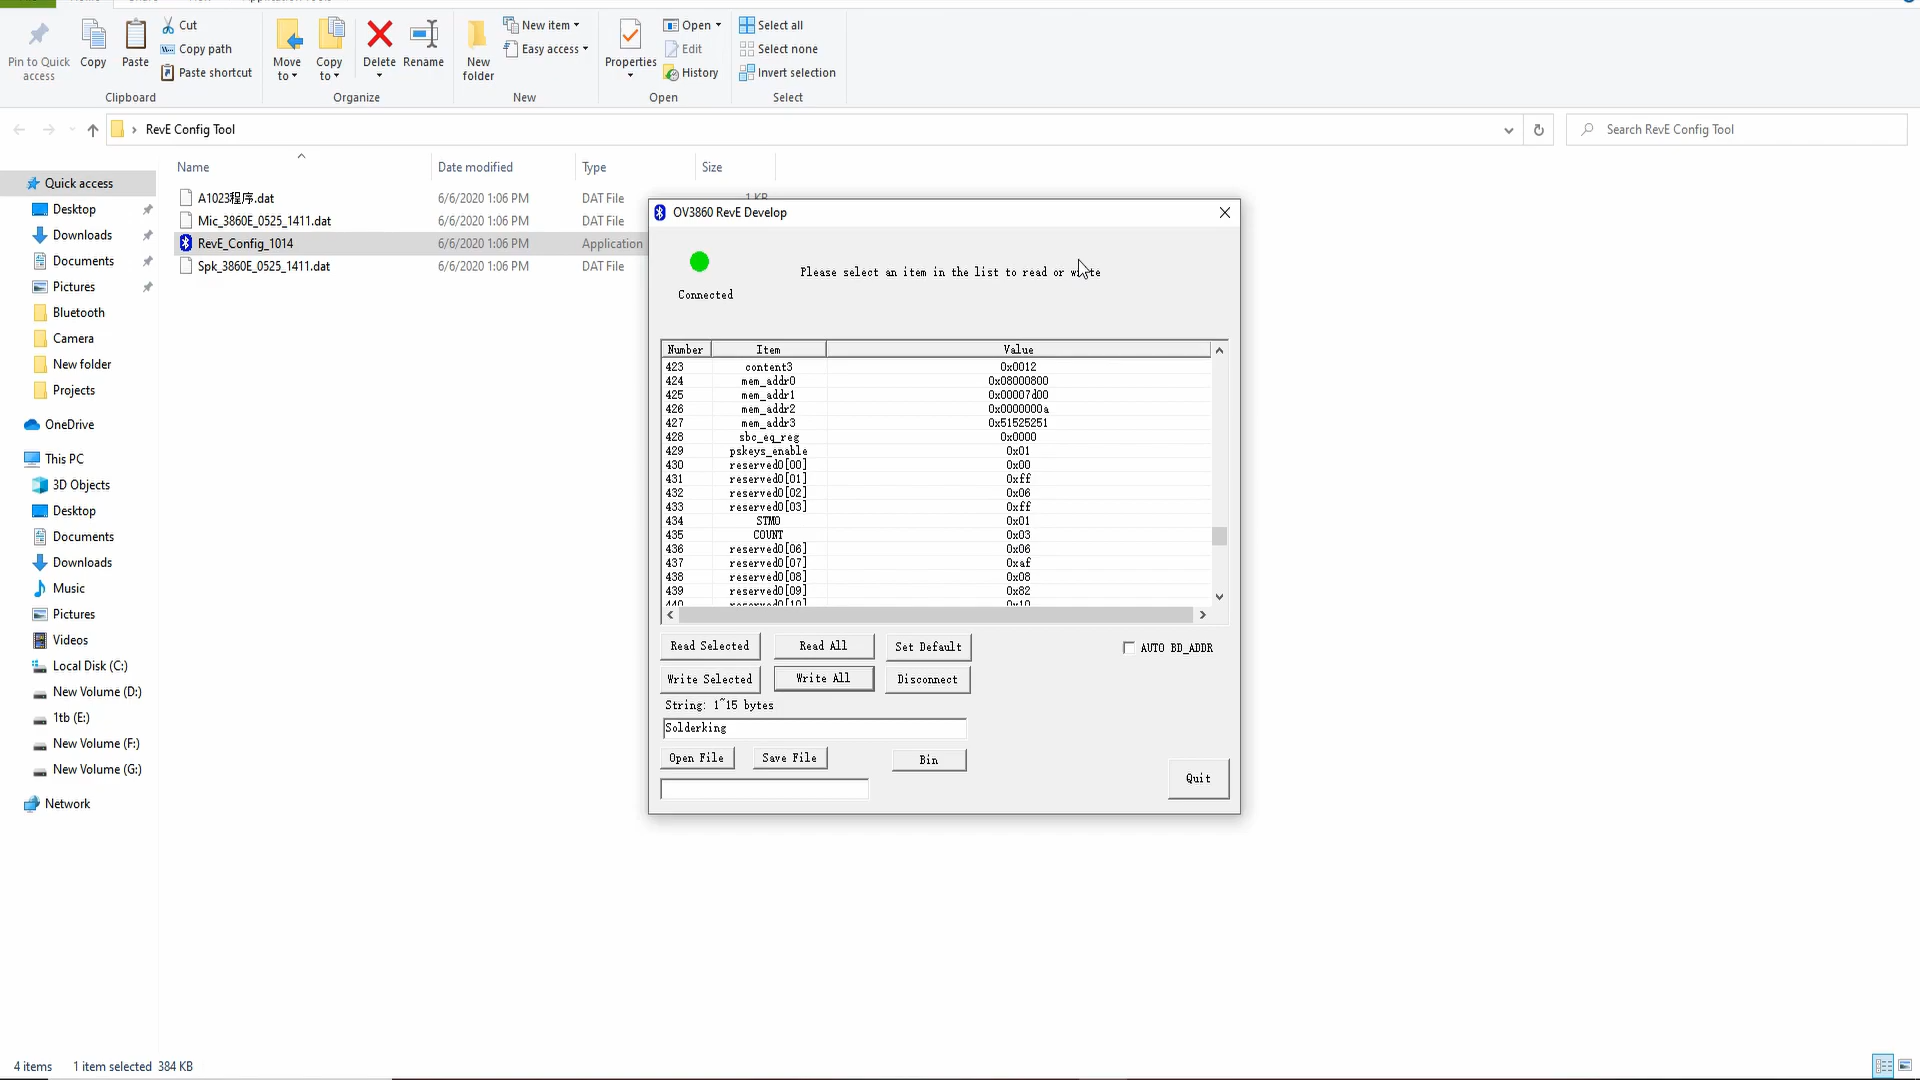 Pin to Quick access
Copy
Paste
Cut
Copy path
Paste shortcut
Clipboard
Move to
Copy to
Delete
Rename
Organize
New folder
New item
Easy access
New
Properties
Open
Edit
History
Open
Select all
Select none
Invert selection
Select
RevE Config Tool
Search RevE Config Tool
Name Date modified Type Size
A1023程序.dat 6/6/2020 1:06 PM DAT File 1 KB
Mic_3860E_0525_1411.dat 6/6/2020 1:06 PM DAT File
RevE_Config_1014 6/6/2020 1:06 PM Application
Spk_3860E_0525_1411.dat 6/6/2020 1:06 PM DAT File
Quick access
Desktop
Downloads
Documents
Pictures
Bluetooth
Camera
New folder
Projects
OneDrive
This PC
3D Objects
Desktop
Documents
Downloads
Music
Pictures
Videos
Local Disk (C:)
New Volume (D:)
1tb (E:)
New Volume (F:)
New Volume (G:)
Network
OV3860 RevE Develop
Connected
Please select an item in the list to read or write
Number Item Value
423 content3 0x0012
424 mem_addr0 0x08000800
425 mem_addr1 0x00007d00
426 mem_addr2 0x0000000a
427 mem_addr3 0x51525251
428 sbc_eq_reg 0x0000
429 pskeys_enable 0x01
430 reserved0[00] 0x00
431 reserved0[01] 0xff
432 reserved0[02] 0x06
433 reserved0[03] 0xff
434 STMO 0x01
435 COUNT 0x03
436 reserved0[06] 0x06
437 reserved0[07] 0xaf
438 reserved0[08] 0x08
439 reserved0[09] 0x82
440 reserved0[10] 0x10
Read Selected Read All Set Default AUTO BD_ADDR
Write Selected Write All Disconnect
String: 1~15 bytes
Solderking
Open File Save File Bin
Quit
4 items 1 item selected 384 KB